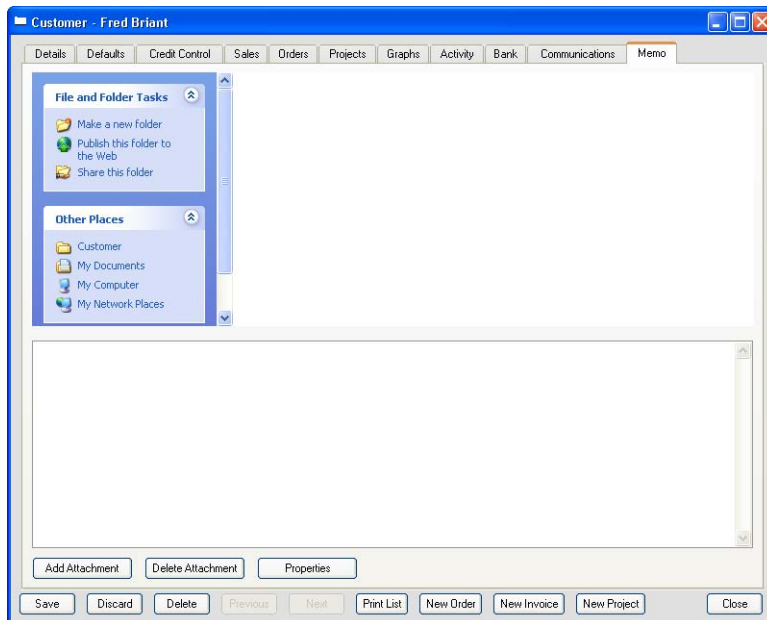 Customer - Fred Briant
Details Defaults Credit Control Sales Orders Projects Graphs Activity Bank Communications Memo
File and Folder Tasks
Make a new folder
Publish this folder to
the Web
Share this folder
Other Places
Customer
My Documents
My Computer
My Network Places
Add Attachment Delete Attachment Properties
Save Discard Delete Previous Next Print List New Order New Invoice New Project Close